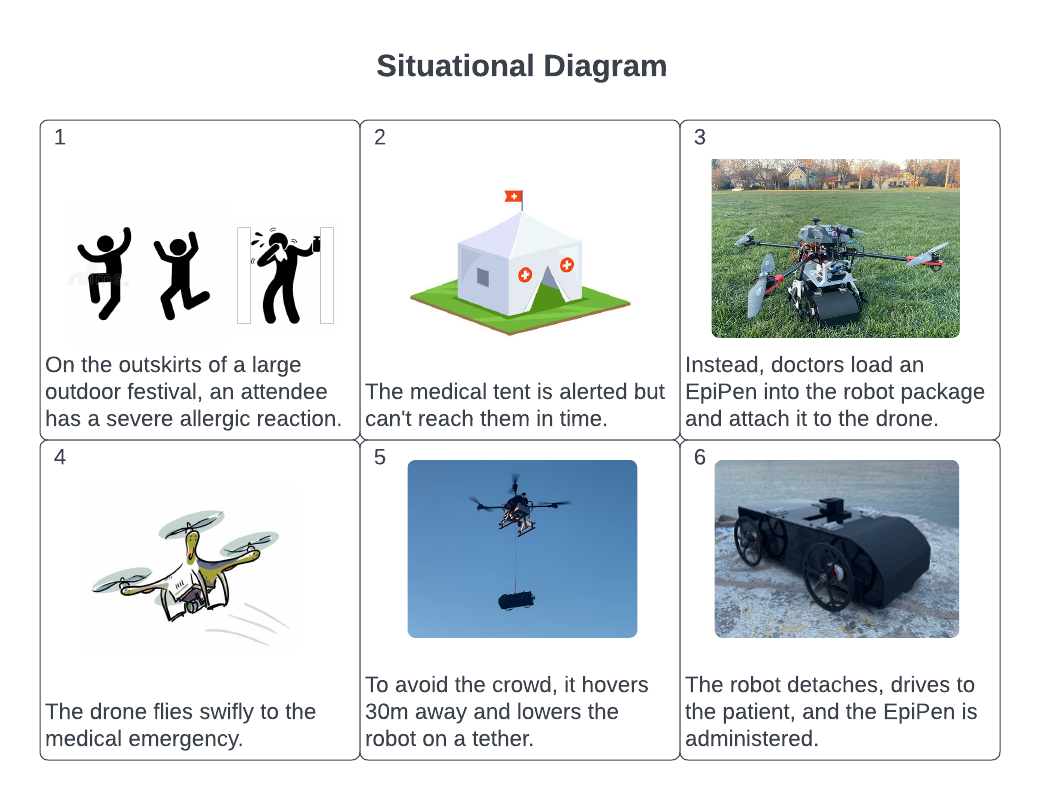 Situational Diagram
1
On the outskirts of a large
outdoor festival, an attendee
has a severe allergic reaction.
2
The medical tent is alerted but
can't reach them in time.
3
Instead, doctors load an
EpiPen into the robot package
and attach it to the drone.
4
The drone flies swifly to the
medical emergency.
5
To avoid the crowd, it hovers
30m away and lowers the
robot on a tether.
6
The robot detaches, drives to
the patient, and the EpiPen is
administered.